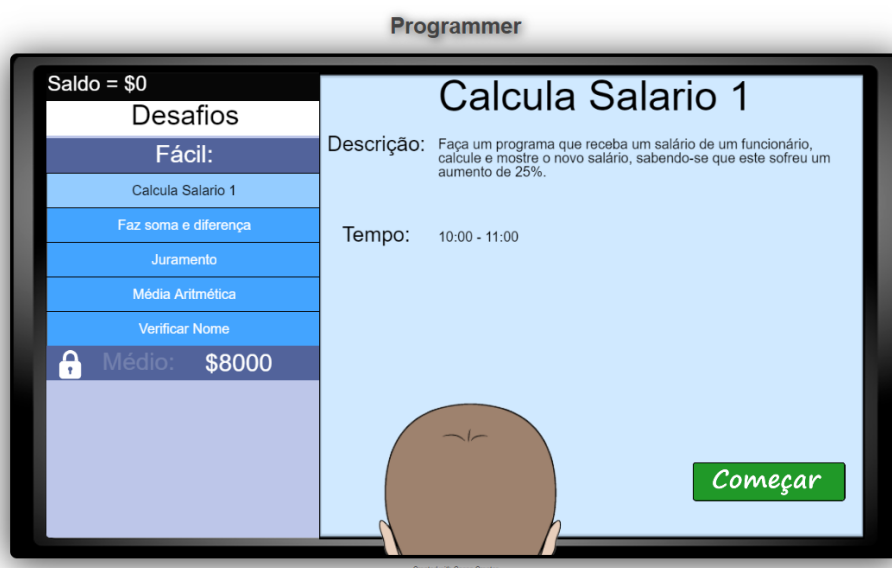 Programmer
Saldo = $0
Desafios
Fácil:
Calcula Salario 1
Faz soma e diferença
Juramento
Média Aritmética
Verificar Nome
Médio: $8000
Calcula Salario 1
Descrição: Faça um programa que receba um salário de um funcionário,
calcule e mostre o novo salário, sabendo-se que este sofreu um
aumento de 25%.
Tempo: 10:00 - 11:00
Começar